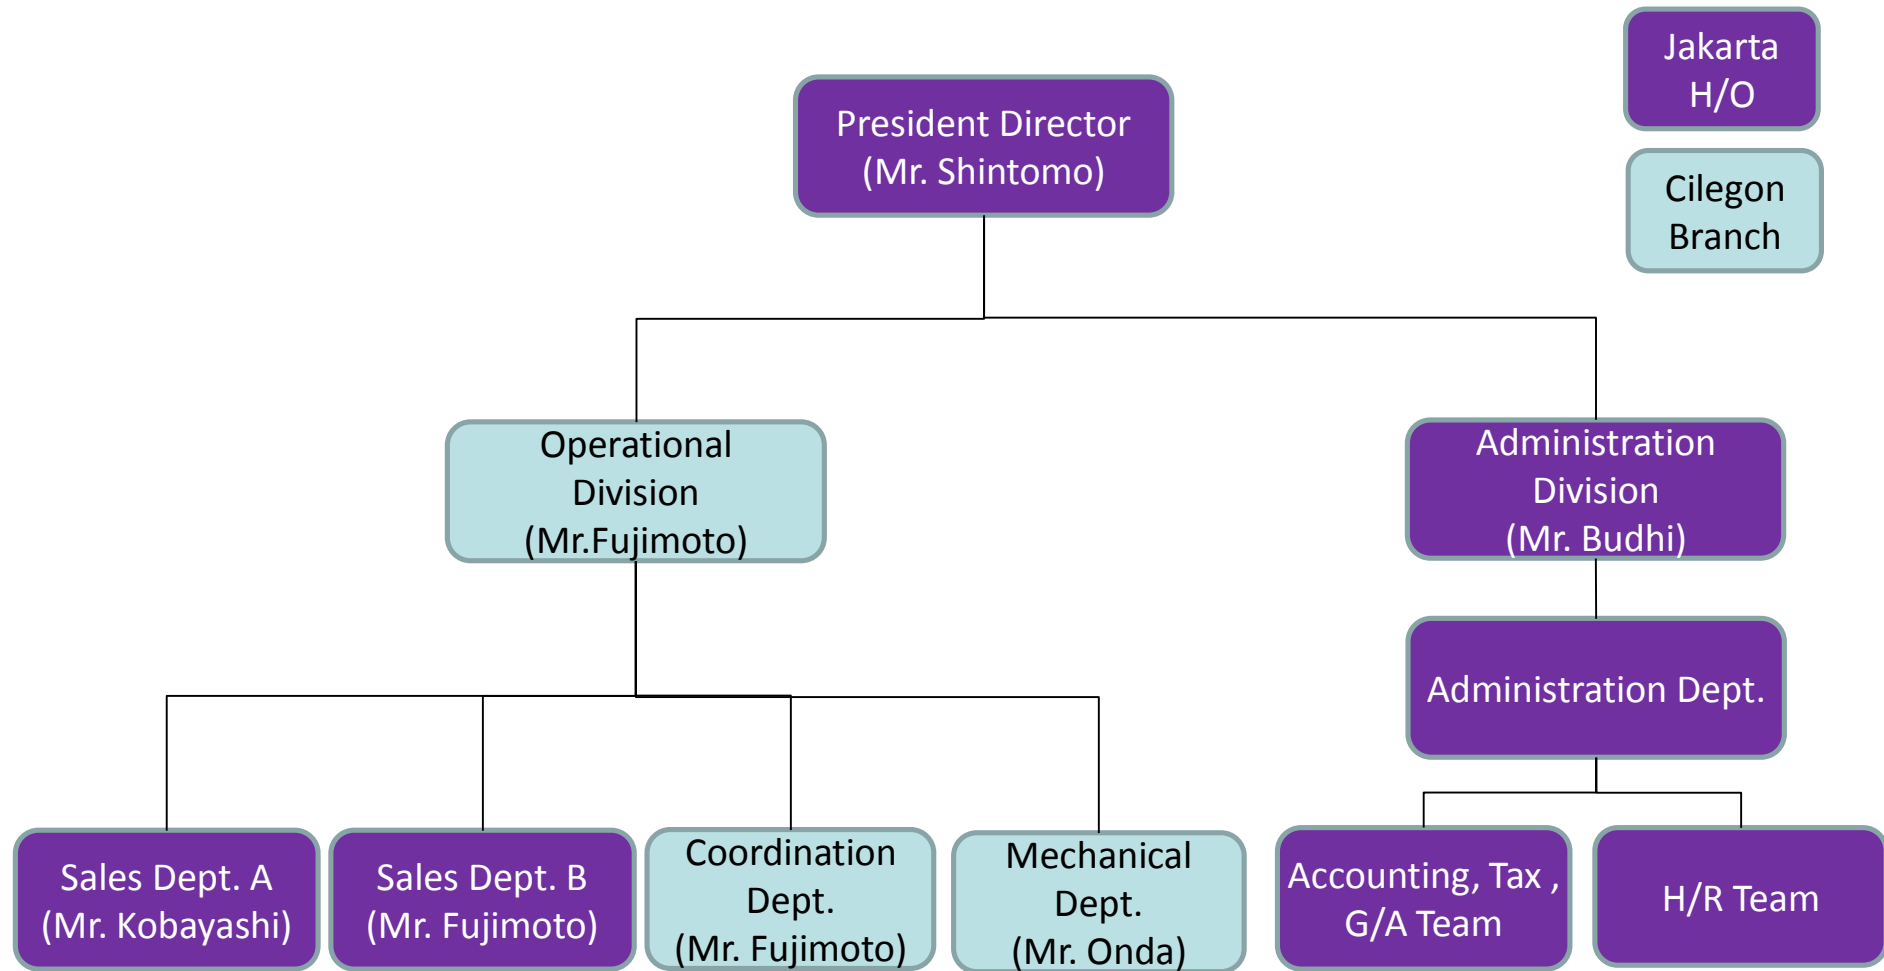 Jakarta
H/O
President Director
(Mr. Shintomo)
Cilegon
Branch
Operational
Division
(Mr.Fujimoto)
Administration
Division
(Mr. Budhi)
Administration Dept.
Sales Dept. A
(Mr. Kobayashi)
Sales Dept. B
(Mr. Fujimoto)
Coordination
Dept.
(Mr. Fujimoto)
Mechanical
Dept.
(Mr. Onda)
Accounting, Tax ,
G/A Team
H/R Team